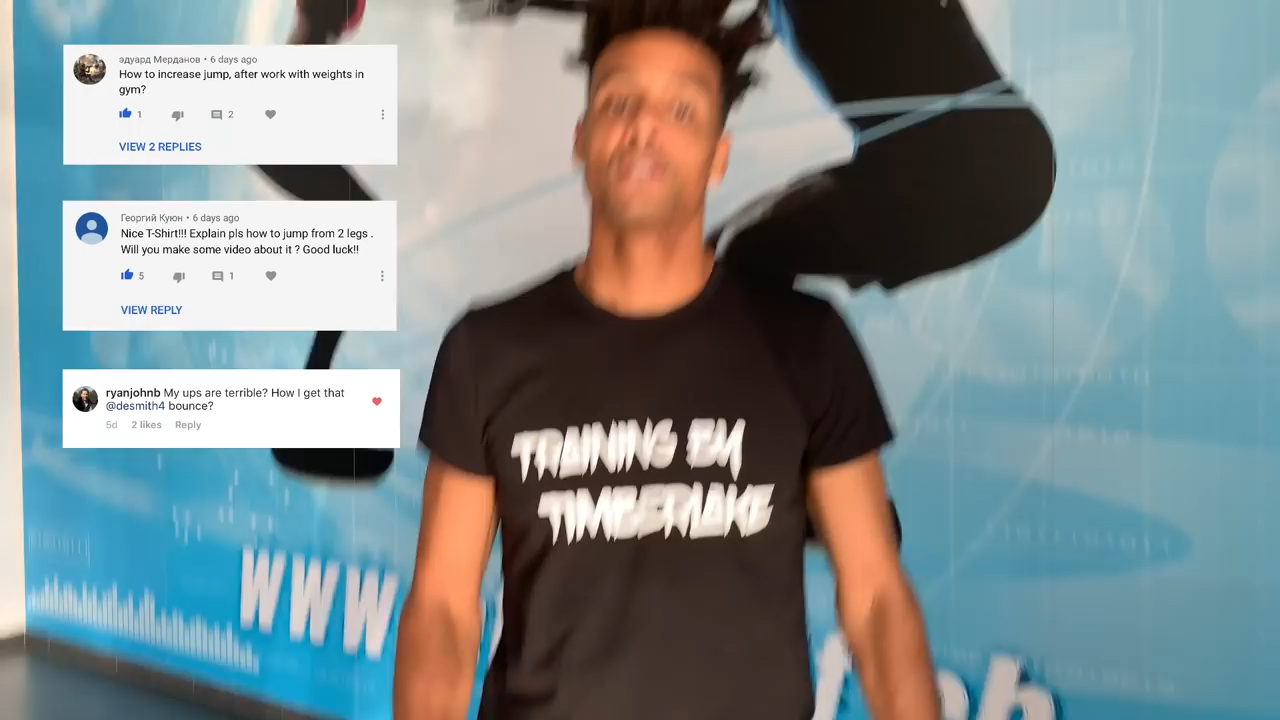 эдуард Мерданов • 6 days ago
How to increase jump, after work with weights in
gym?
1
2
VIEW 2 REPLIES
Георгий Куюн • 6 days ago
Nice T-Shirt!!! Explain pls how to jump from 2 legs .
Will you make some video about it ? Good luck!!
5
1
VIEW REPLY
ryanjohnb My ups are terrible? How I get that
@desmith4 bounce?
5d 2 likes Reply
TRAINING BY
TIMBERLAKE
WWW